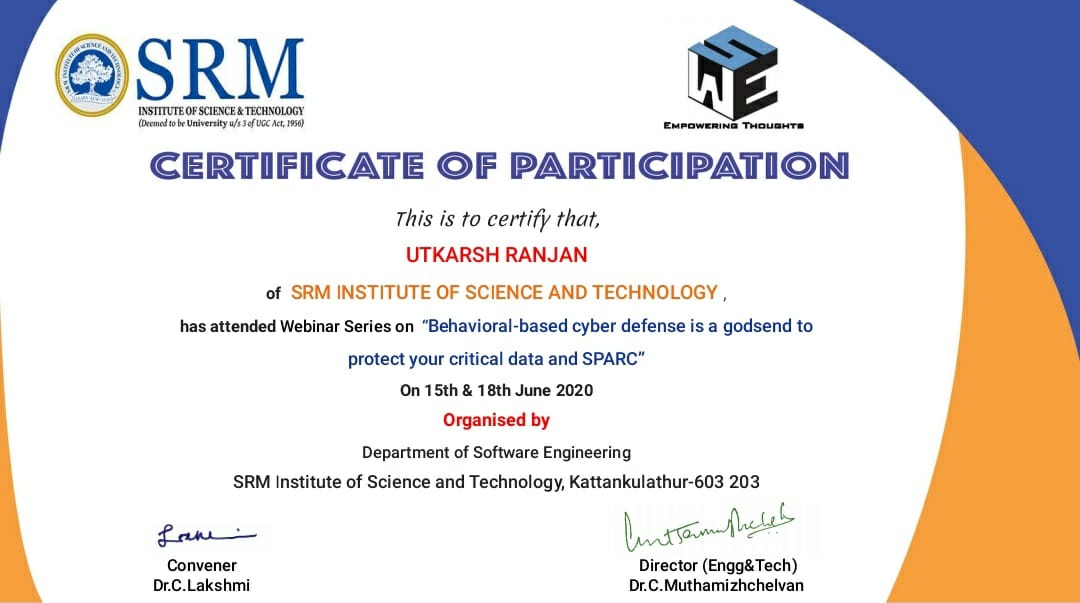 SRM
INSTITUTE OF SCIENCE & TECHNOLOGY
(Deemed to be University u/s 3 of UGC Act, 1956)
SWE
EMPOWERING THOUGHTS
CERTIFICATE OF PARTICIPATION
This is to certify that,
UTKARSH RANJAN
of SRM INSTITUTE OF SCIENCE AND TECHNOLOGY ,
has attended Webinar Series on “Behavioral-based cyber defense is a godsend to
protect your critical data and SPARC”
On 15th & 18th June 2020
Organised by
Department of Software Engineering
SRM Institute of Science and Technology, Kattankulathur-603 203
Convener
Dr.C.Lakshmi
Director (Engg&Tech)
Dr.C.Muthamizhchelvan